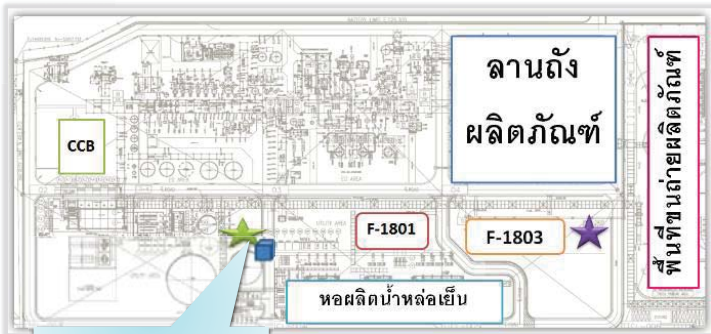 ลานถัง
ผลิตภัณฑ์
พื้นที่ขนถ่ายผลิตภัณฑ์
CCB
F-1801
F-1803
หอผลิตน้ำหล่อเย็น